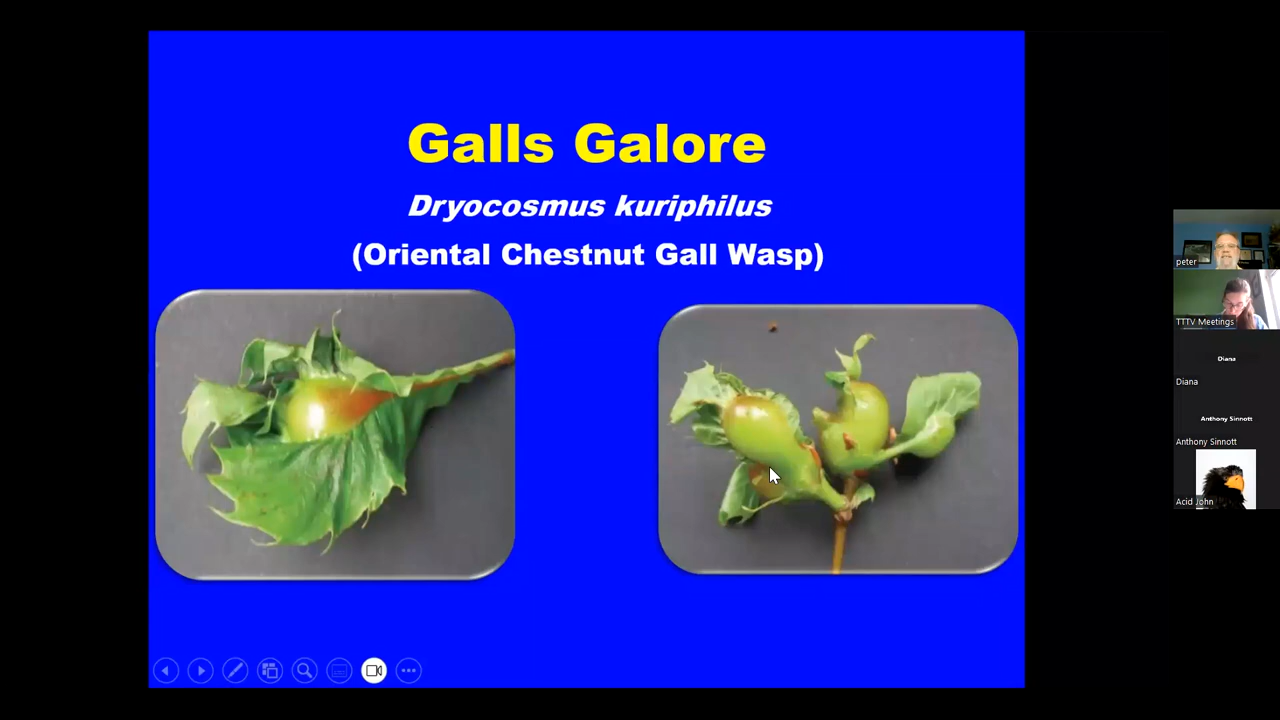 Galls Galore
Dryocosmus kuriphilus
(Oriental Chestnut Gall Wasp)
peter
TTTV Meetings
Diana
Diana
Anthony Sinnott
Anthony Sinnott
Acid John